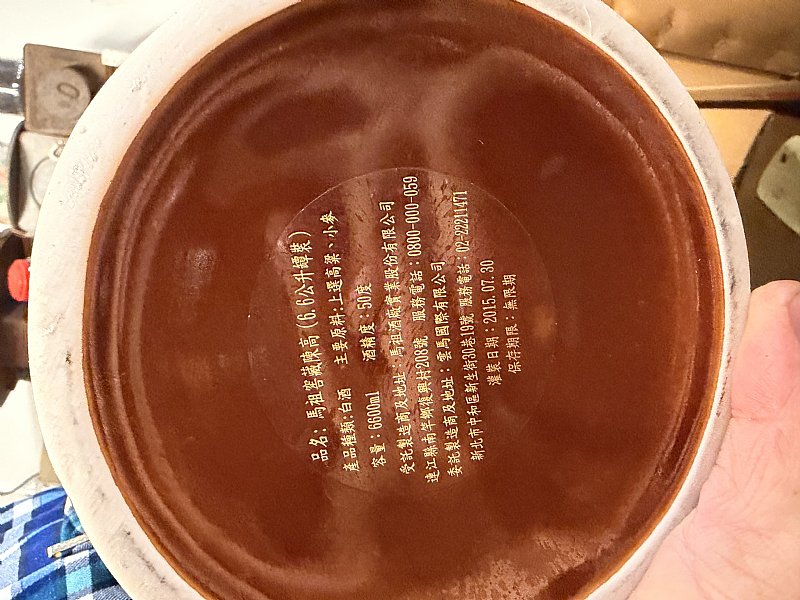 品名：馬祖窖藏陳高(6.6公升罈裝)
產品種類：白酒 主要原料：上選高粱、小麥
容量：6600ml 酒精度：50度
受託製造商及地址：馬祖酒廠實業股份有限公司
連江縣南竿鄉復興村208號 服務電話：0800-000-059
委託製造商及地址：雲馬國際有限公司
新北市中和區新生街30巷19號 服務電話：02-22211471
灌裝日期：2015.07.30
保存期限：無限期